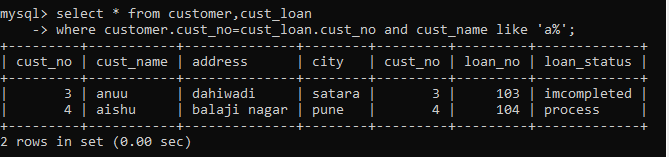 mysql> select * from customer,cust_loan
    -> where customer.cust_no=cust_loan.cust_no and cust_name like 'a%';
+---------+-----------+--------------+--------+---------+---------+-------------+
| cust_no | cust_name | address      | city   | cust_no | loan_no | loan_status |
+---------+-----------+--------------+--------+---------+---------+-------------+
|       3 | anuu      | dahiwadi     | satara |       3 |     103 | imcompleted |
|       4 | aishu     | balaji nagar | pune   |       4 |     104 | process     |
+---------+-----------+--------------+--------+---------+---------+-------------+
2 rows in set (0.00 sec)